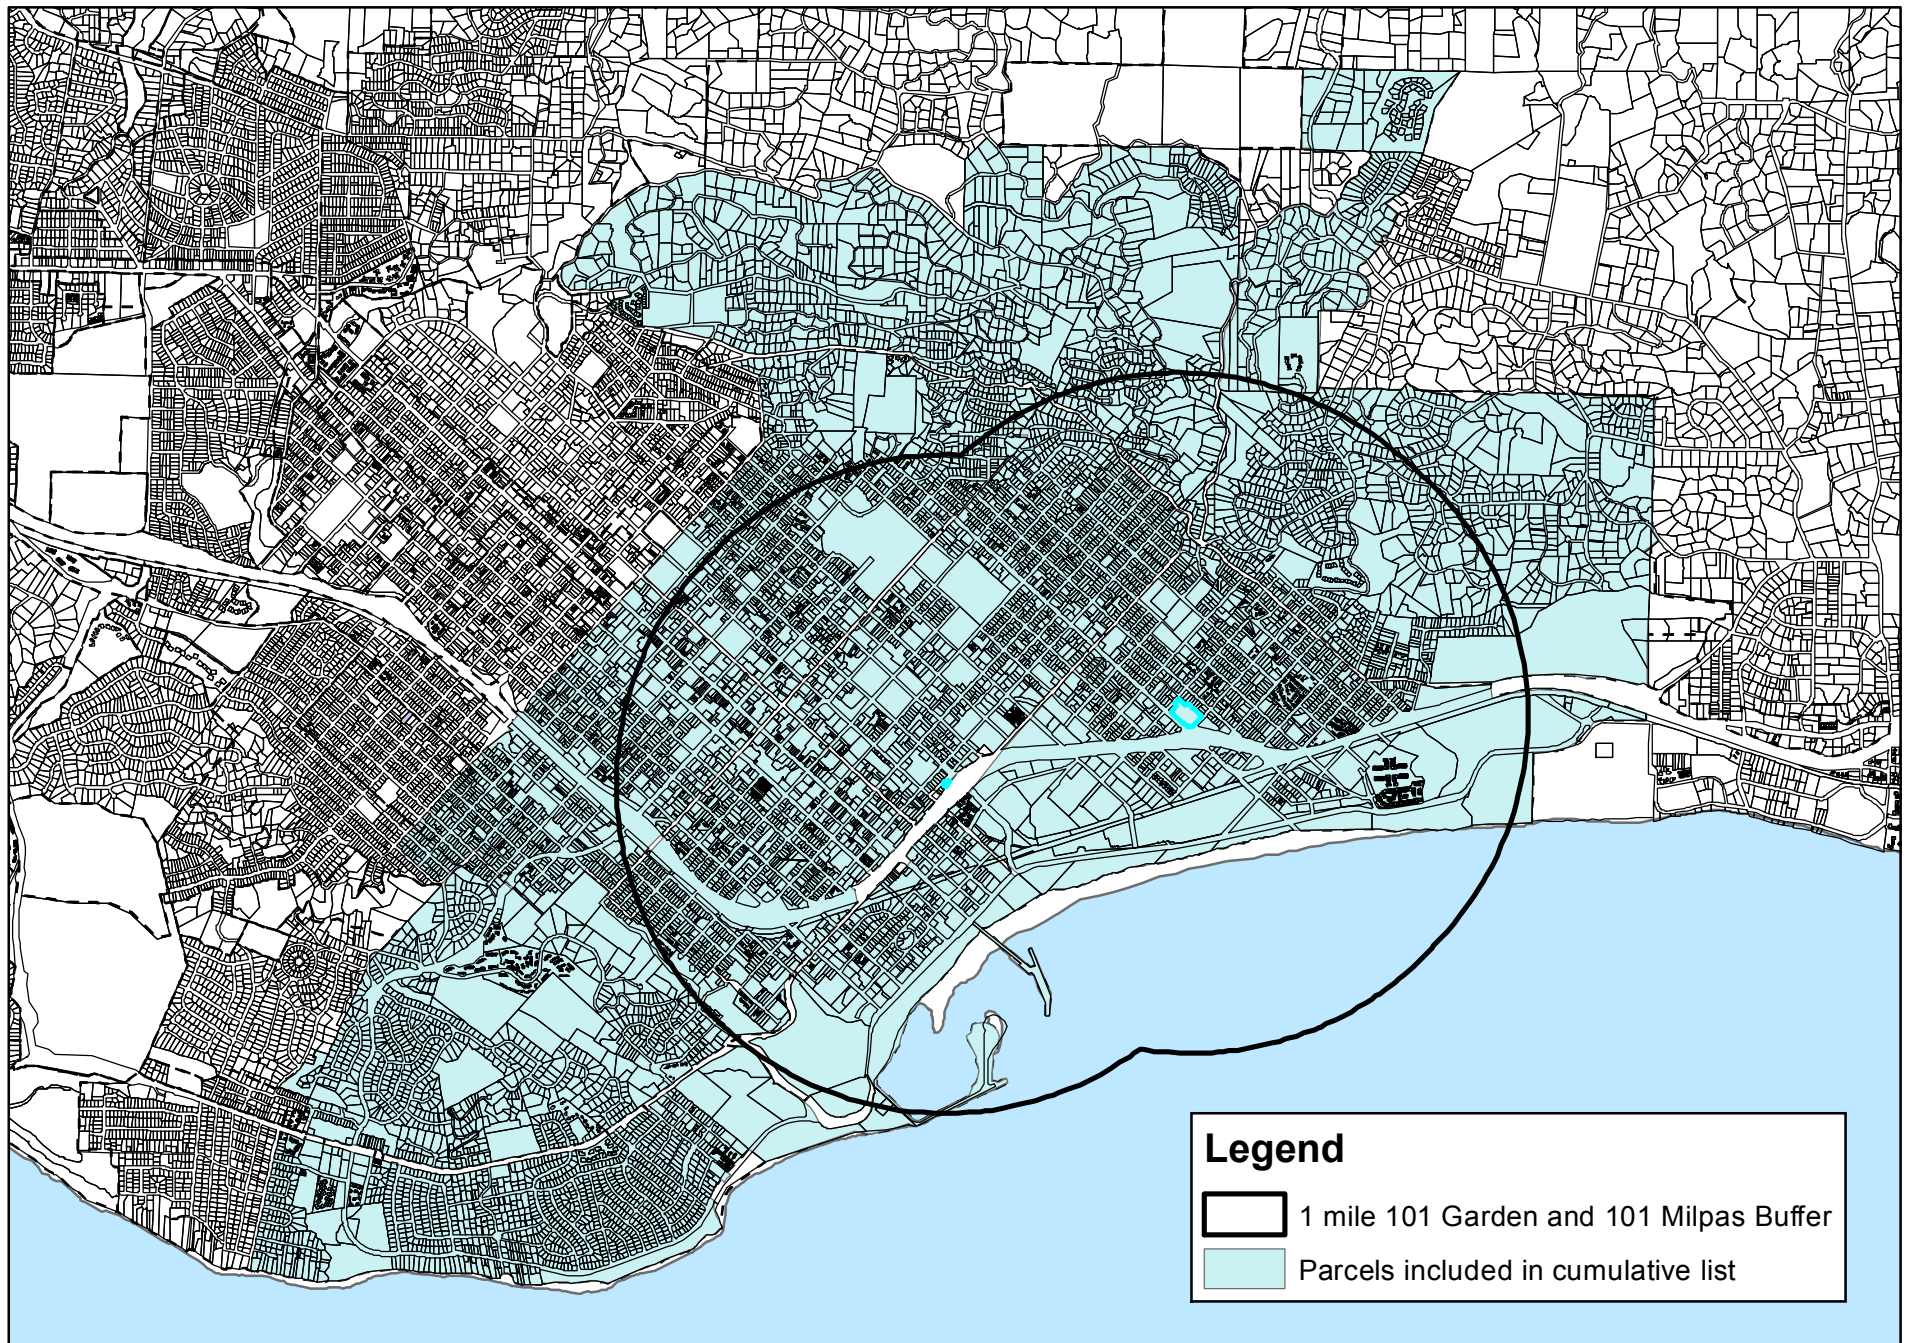 Legend
1 mile 101 Garden and 101 Milpas Buffer
Parcels included in cumulative list